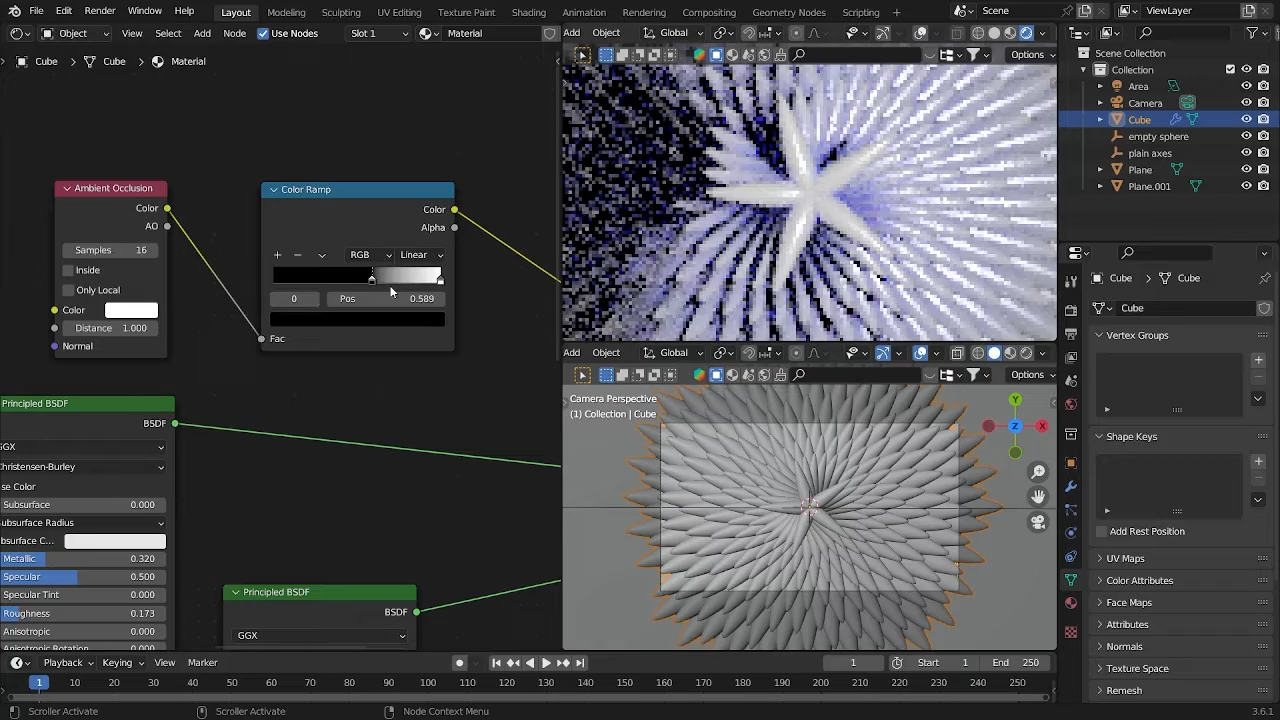 File Edit Render Window Help Layout Modeling Sculpting UV Editing Texture Paint Shading Animation Rendering Compositing Geometry Nodes Scripting Scene ViewLayer
Object View Select Add Node Use Nodes Slot 1 Material
Add Object Global
Options
Cube Cube Material
Ambient Occlusion
Color
AO
Samples 16
Inside
Only Local
Color
Distance 1.000
Normal
Color Ramp
Color
Alpha
RGB Linear
0 Pos 0.589
Fac
Principled BSDF
BSDF
GGX
Christensen-Burley
se Color
Subsurface 0.000
ubsurface Radius
ubsurface C...
Metallic 0.320
Specular 0.500
Specular Tint 0.000
Roughness 0.173
Anisotropic 0.000
Anisotropic Rotation
Principled BSDF
BSDF
GGX
Add Object Global
Options
Camera Perspective
(1) Collection | Cube
Y
X
Z
Scene Collection
Collection
Area
Camera
Cube
empty sphere
plain axes
Plane
Plane.001
Cube Cube
Cube
Vertex Groups
Shape Keys
Add Rest Position
UV Maps
Color Attributes
Face Maps
Attributes
Normals
Texture Space
Remesh
Playback Keying View Marker 1 Start 1 End 250
1 10 20 30 40 50 60 70 80 90 100 110 120 130 140 150 160 170 180 190 200 210 220 230 240 250
Scroller Activate Scroller Activate Node Context Menu 3.6.1